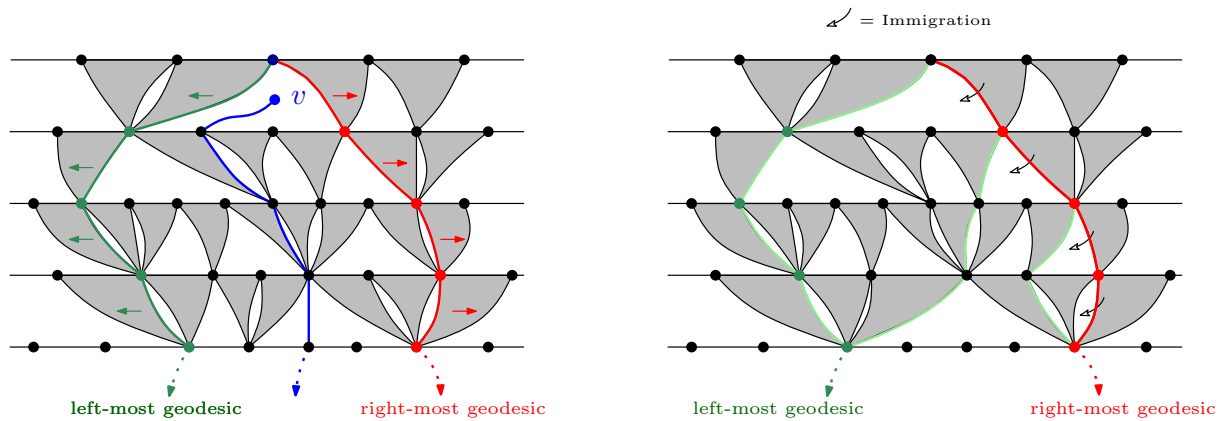 = Immigration
v
left-most geodesic
right-most geodesic
left-most geodesic
right-most geodesic